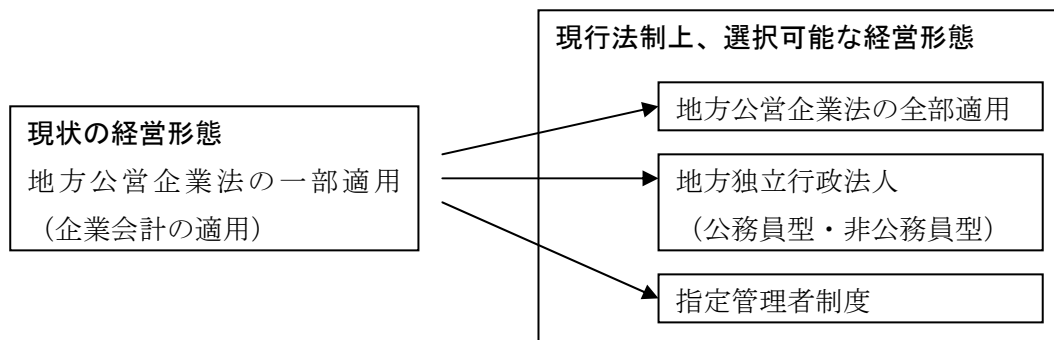 現行法制上、選択可能な経営形態
現状の経営形態
地方公営企業法の一部適用
（企業会計の適用）
地方公営企業法の全部適用
地方独立行政法人
（公務員型・非公務員型）
指定管理者制度